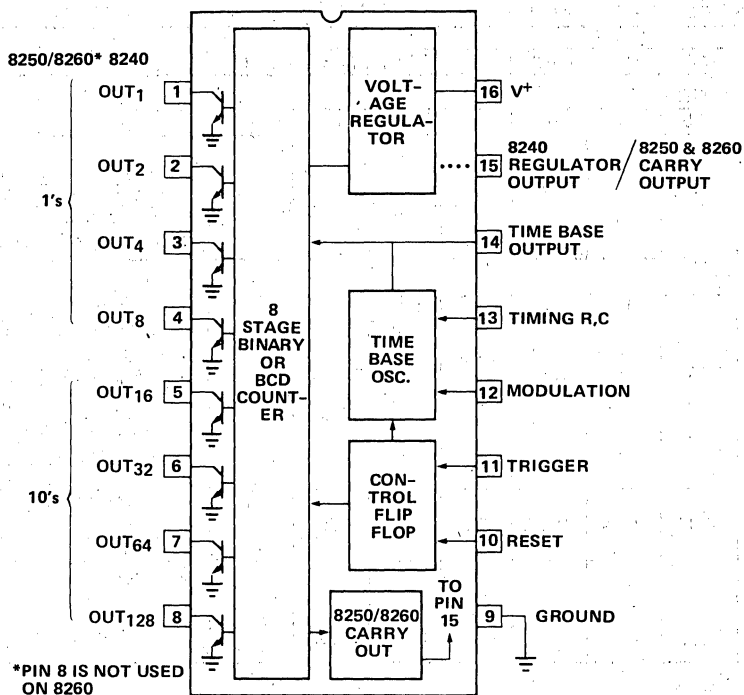 8250/8260* 8240
OUT1 1
OUT2 2
1's
OUT4 3
OUT8 4
OUT16 5
OUT32 6
10's
OUT64 7
OUT128 8
*PIN 8 IS NOT USED
ON 8260
8
STAGE
BINARY
OR
BCD
COUNT-
ER
VOLT-
AGE
REGULA-
TOR
16 V+
8240
15 REGULATOR
OUTPUT
/
8250 & 8260
CARRY
OUTPUT
14 TIME BASE
OUTPUT
TIME
BASE
OSC.
13 TIMING R,C
12 MODULATION
CON-
TROL
FLIP
FLOP
11 TRIGGER
10 RESET
8250/8260
CARRY
OUT
TO
PIN
15
9 GROUND